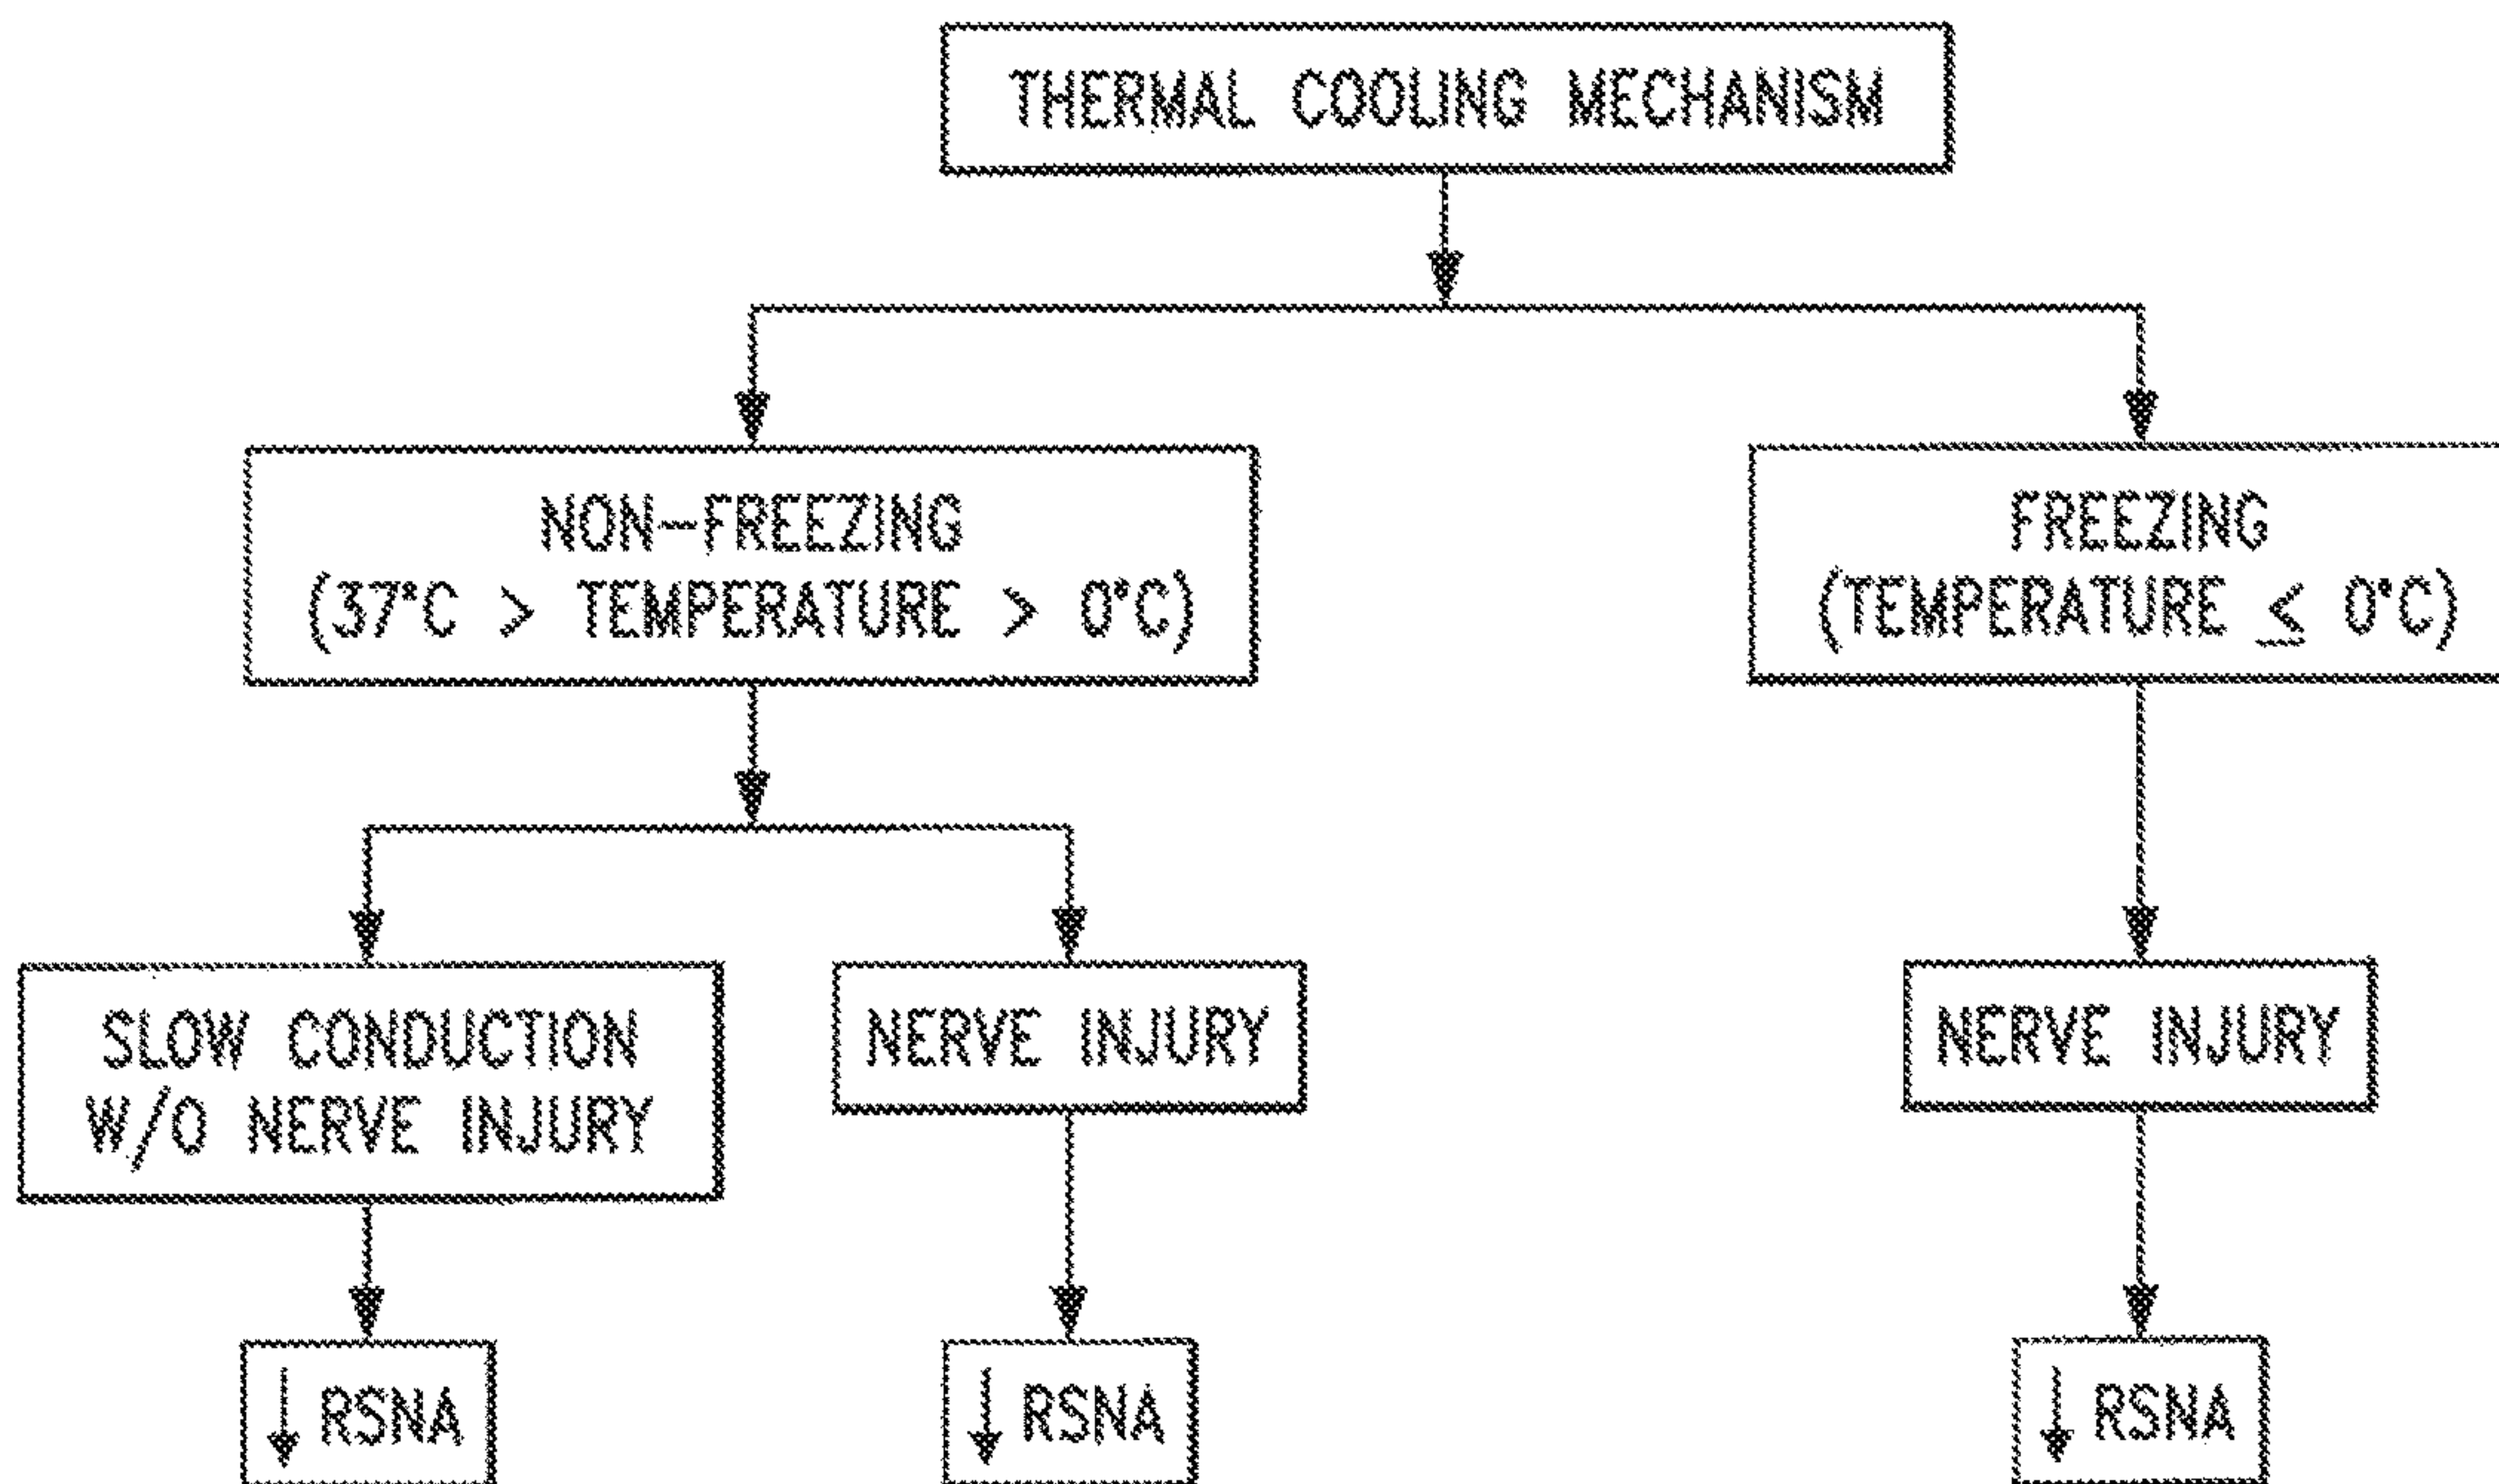 THERMAL COOLING MECHANISM
NON-FREEZING
(37°C > TEMPERATURE > 0°C)
FREEZING
(TEMPERATURE ≤ 0°C)
SLOW CONDUCTION
W/O NERVE INJURY
NERVE INJURY
NERVE INJURY
↓ RSNA
↓ RSNA
↓ RSNA